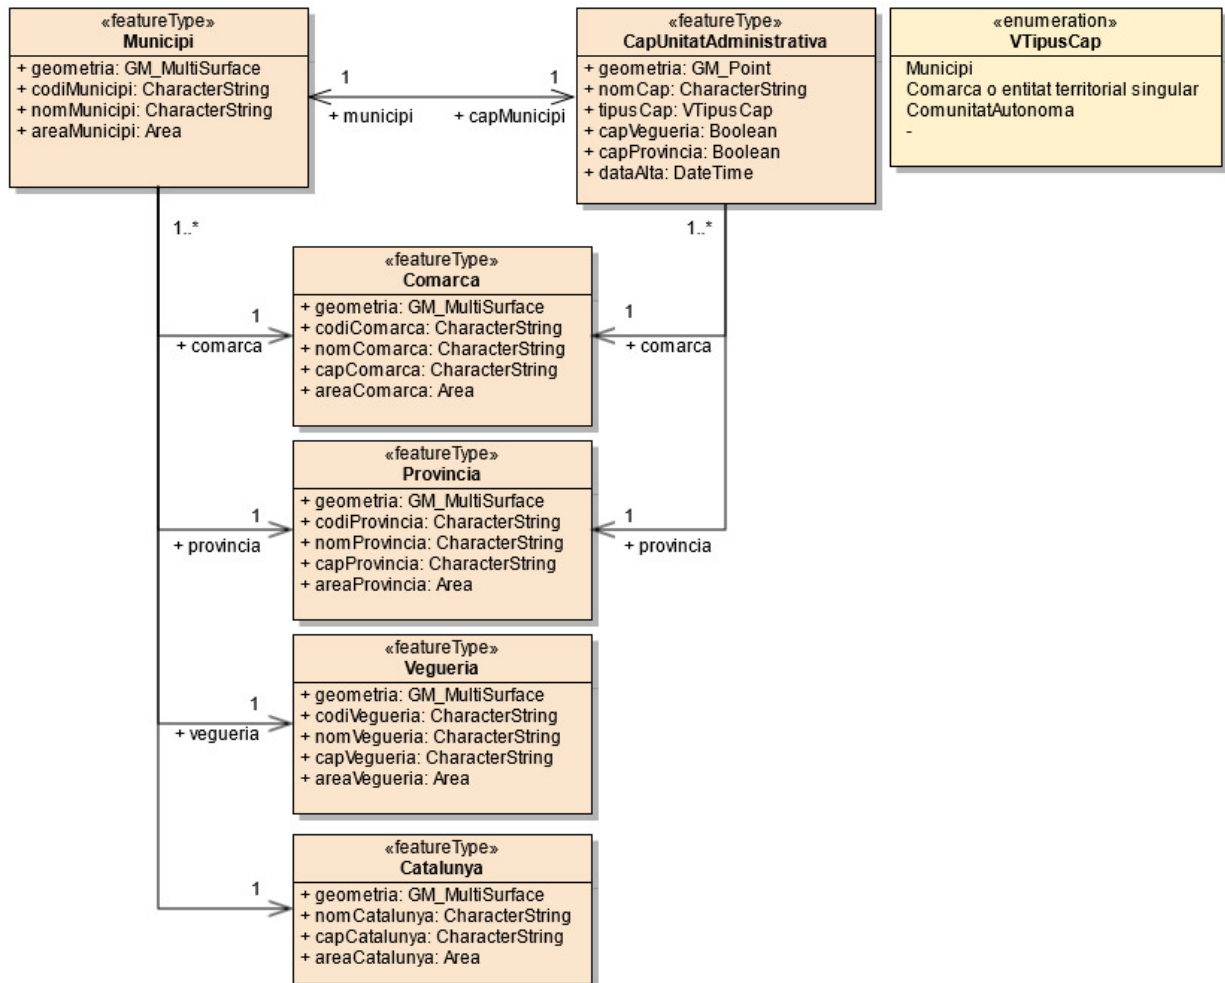 «featureType»
Municipi
+ geometria: GM_MultiSurface
+ codiMunicipi: CharacterString
+ nomMunicipi: CharacterString
+ areaMunicipi: Area
1
+ municipi
1
+ capMunicipi
«featureType»
CapUnitatAdministrativa
+ geometria: GM_Point
+ nomCap: CharacterString
+ tipusCap: VTipusCap
+ capVegueria: Boolean
+ capProvincia: Boolean
+ dataAlta: DateTime
«enumeration»
VTipusCap
Municipi
Comarca o entitat territorial singular
ComunitatAutonoma
-
1..*
1..*
«featureType»
Comarca
+ geometria: GM_MultiSurface
+ codiComarca: CharacterString
+ nomComarca: CharacterString
+ capComarca: CharacterString
+ areaComarca: Area
1
+ comarca
1
+ comarca
«featureType»
Provincia
+ geometria: GM_MultiSurface
+ codiProvincia: CharacterString
+ nomProvincia: CharacterString
+ capProvincia: CharacterString
+ areaProvincia: Area
1
+ provincia
1
+ provincia
«featureType»
Vegueria
+ geometria: GM_MultiSurface
+ codiVegueria: CharacterString
+ nomVegueria: CharacterString
+ capVegueria: CharacterString
+ areaVegueria: Area
1
+ vegueria
«featureType»
Catalunya
+ geometria: GM_MultiSurface
+ nomCatalunya: CharacterString
+ capCatalunya: CharacterString
+ areaCatalunya: Area
1